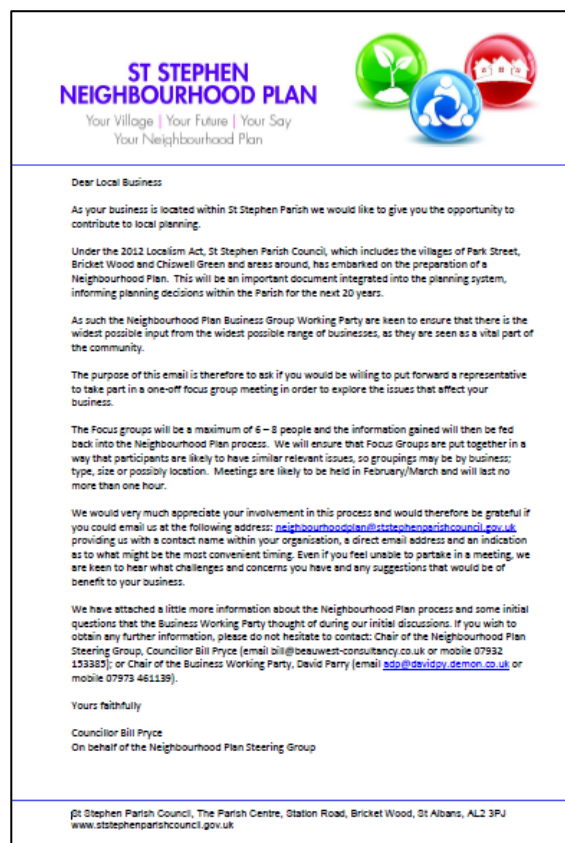 ST STEPHEN
NEIGHBOURHOOD PLAN
Your Village | Your Future | Your Say
Your Neighbourhood Plan
Dear Local Business
As your business is located within St Stephen Parish we would like to give you the opportunity to
contribute to local planning.
Under the 2012 Localism Act, St Stephen Parish Council, which includes the villages of Park Street,
Bricket Wood and Chiswell Green and areas around, has embarked on the preparation of a
Neighbourhood Plan. This will be an important document integrated into the planning system,
informing planning decisions within the Parish for the next 20 years.
As such the Neighbourhood Plan Business Group Working Party are keen to ensure that there is the
widest possible input from the widest possible range of businesses, as they are seen as a vital part of
the community.
The purpose of this email is therefore to ask if you would be willing to put forward a representative
to take part in a one-off focus group meeting in order to explore the issues that affect your
business.
The Focus groups will be a maximum of 6 – 8 people and the information gained will then be fed
back into the Neighbourhood Plan process. We will ensure that Focus Groups are put together in a
way that participants are likely to have similar relevant issues, so groupings may be by business;
type, size or possibly location. Meetings are likely to be held in February/March and will last no
more than one hour.
We would very much appreciate your involvement in this process and would therefore be grateful if
you could email us at the following address: neighbourhoodplan@ststephenparishcouncil.gov.uk
providing us with a contact name within your organisation, a direct email address and an indication
as to what might be the most convenient timing. Even if you feel unable to partake in a meeting, we
are keen to hear what challenges and concerns you have and any suggestions that would be of
benefit to your business.
We have attached a little more information about the Neighbourhood Plan process and some initial
questions that the Business Working Party thought of during our initial discussions. If you wish to
obtain any further information, please do not hesitate to contact: Chair of the Neighbourhood Plan
Steering Group, Councillor Bill Pryce (email bill@beauwest-consultancy.co.uk or mobile 07932
153385); or Chair of the Business Working Party, David Parry (email adp@davidpy.demon.co.uk or
mobile 07973 461139).
Yours faithfully
Councillor Bill Pryce
On behalf of the Neighbourhood Plan Steering Group
St Stephen Parish Council, The Parish Centre, Station Road, Bricket Wood, St Albans, AL2 3PJ
www.ststephenparishcouncil.gov.uk